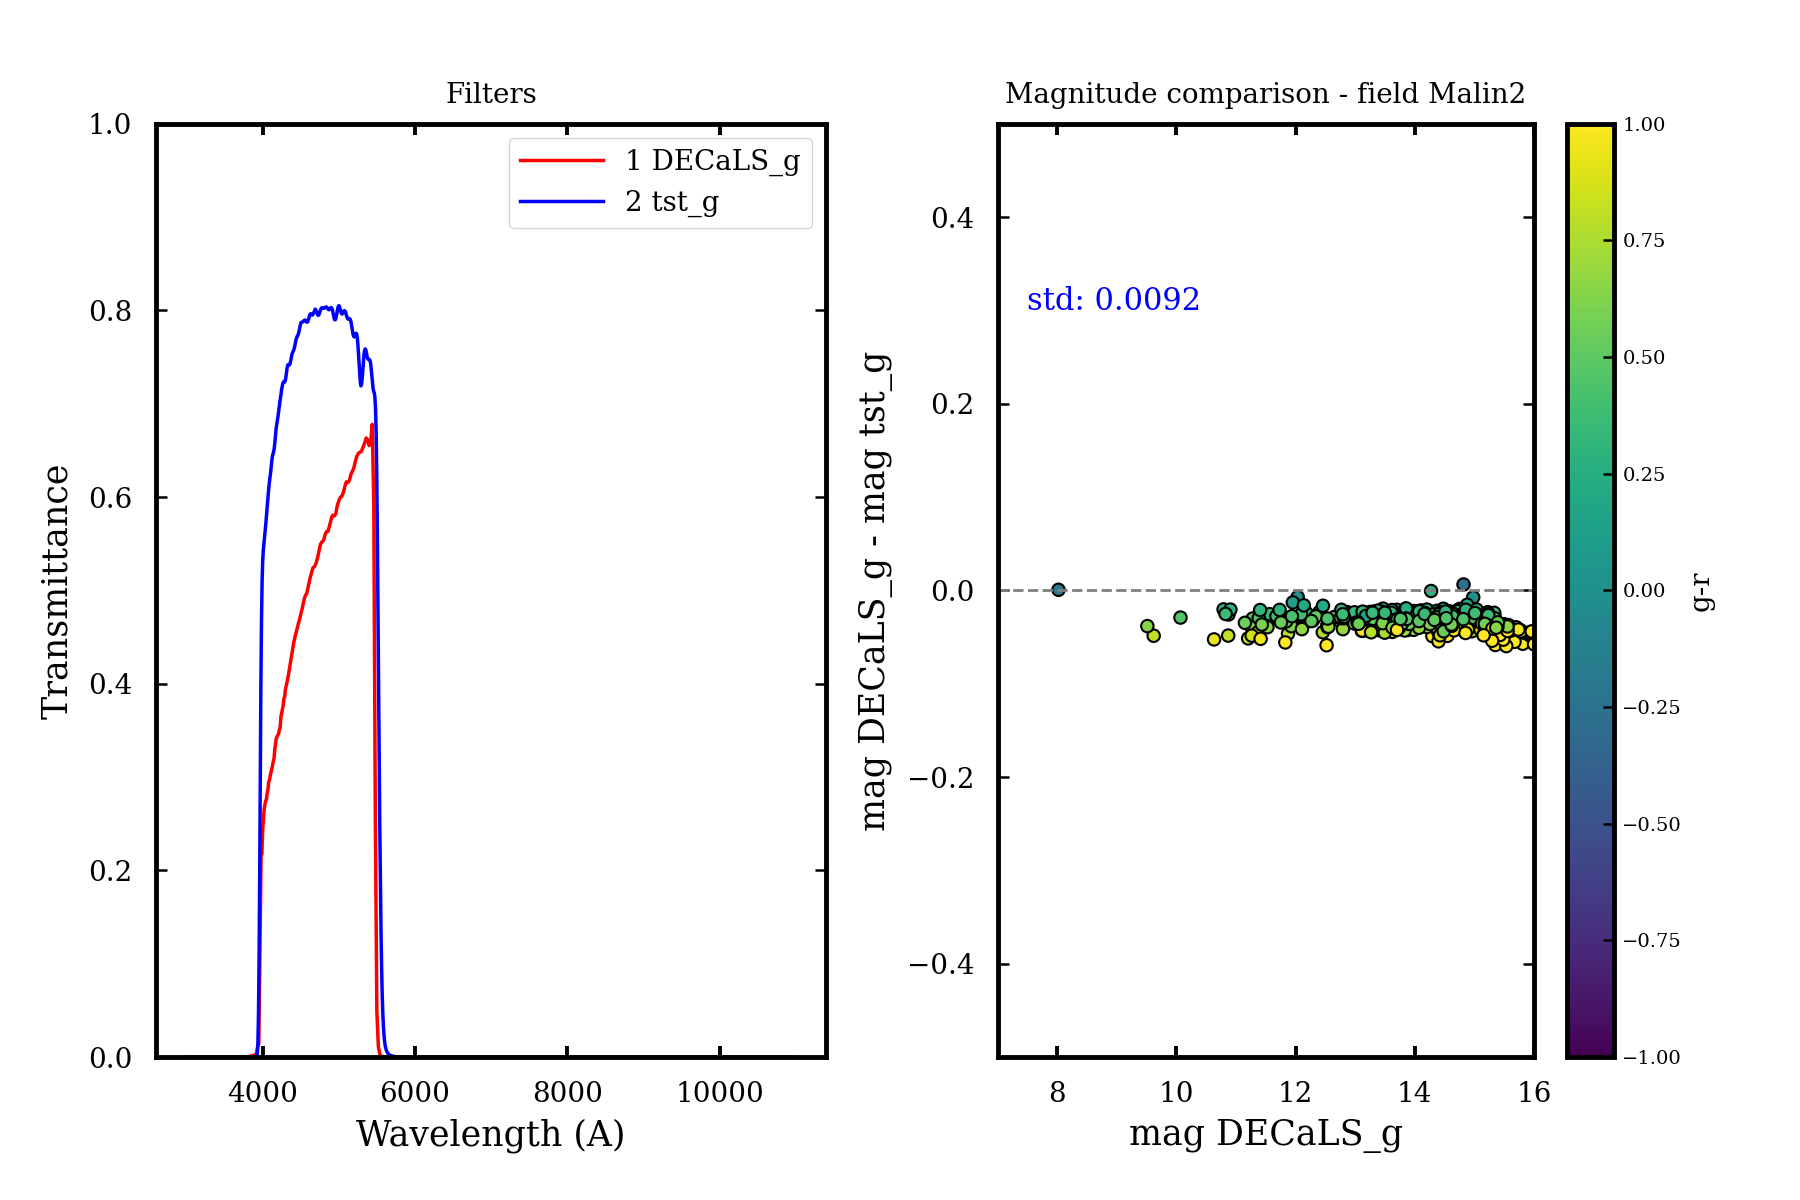 Filters
1.0
0.8
0.6
0.4
0.2
0.0
Transmittance
1 DECaLS_g
2 tst_g
4000
6000
8000
10000
Wavelength (A)
Magnitude comparison - field Malin2
mag DECaLS_g - mag tst_g
0.4
0.2
0.0
−0.2
−0.4
std: 0.0092
8
10
12
14
16
mag DECaLS_g
1.00
0.75
0.50
0.25
0.00
−0.25
−0.50
−0.75
−1.00
g-r